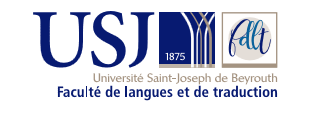 USJ
1875
fdlt
Université Saint-Joseph de Beyrouth
Faculté de langues et de traduction